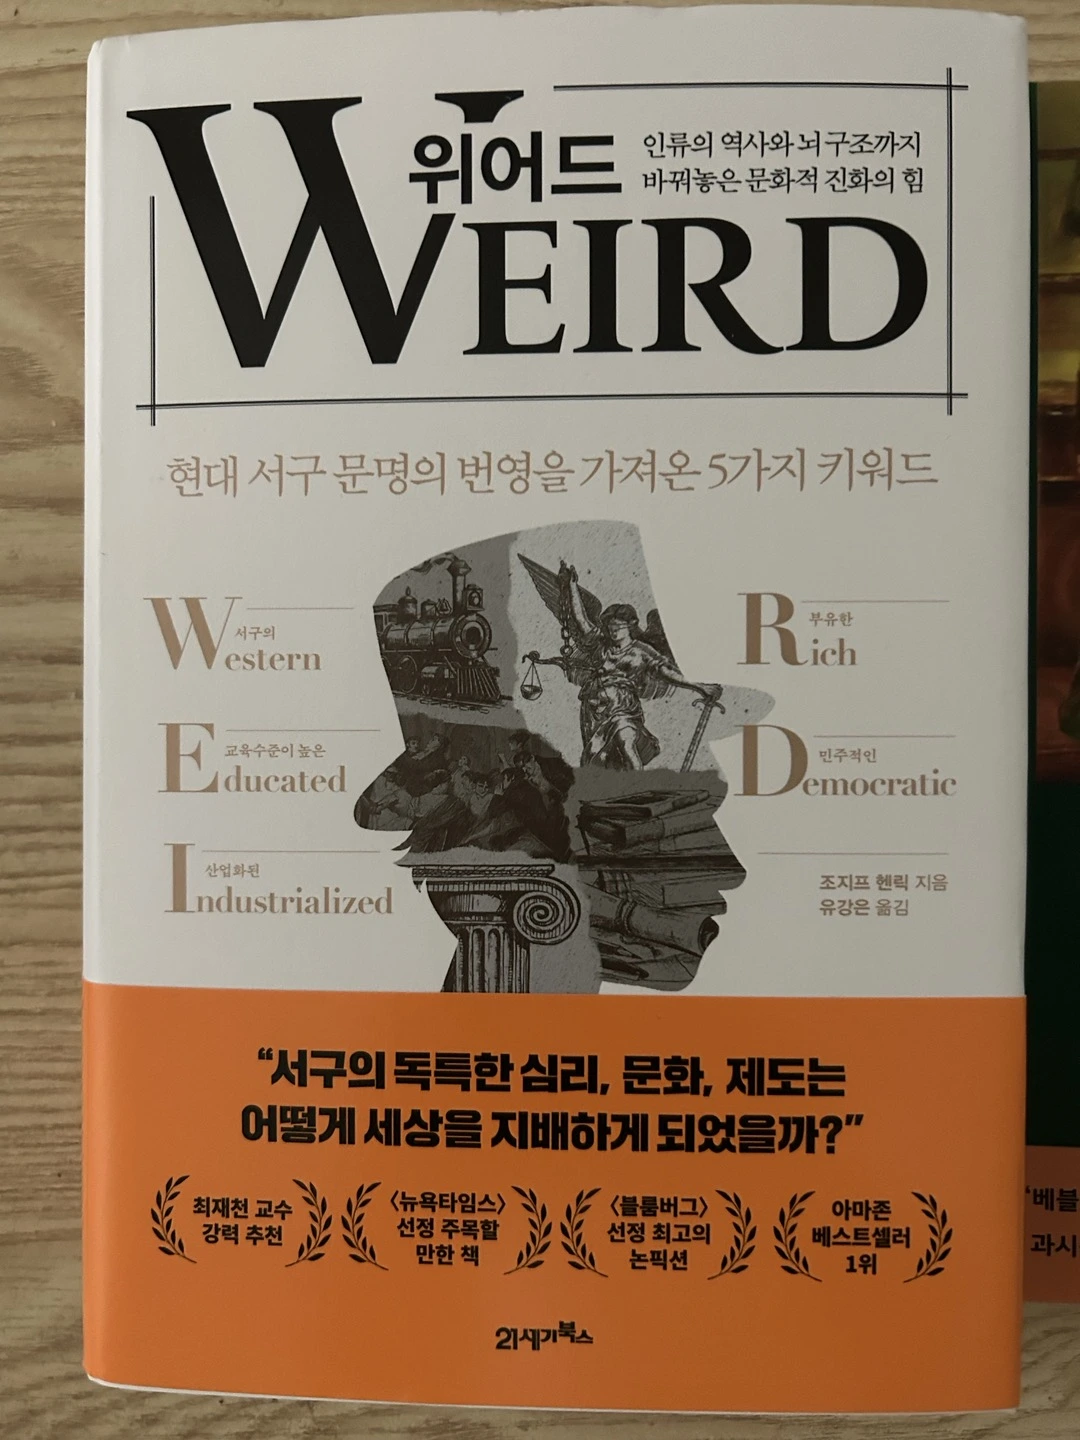 위어드
인류의 역사와 뇌 구조까지
바꿔놓은 문화적 진화의 힘
WEIRD
현대 서구 문명의 번영을 가져온 5가지 키워드
서구의
Western
교육수준이 높은
Educated
산업화된
Industrialized
부유한
Rich
민주적인
Democratic
조지프 헨릭 지음
유강은 옮김
“서구의 독특한 심리, 문화, 제도는
어떻게 세상을 지배하게 되었을까?”
최재천 교수
강력 추천
〈뉴욕타임스〉
선정 주목할
만한 책
〈블룸버그〉
선정 최고의
논픽션
아마존
베스트셀러
1위
21세기북스
‘베블
과시